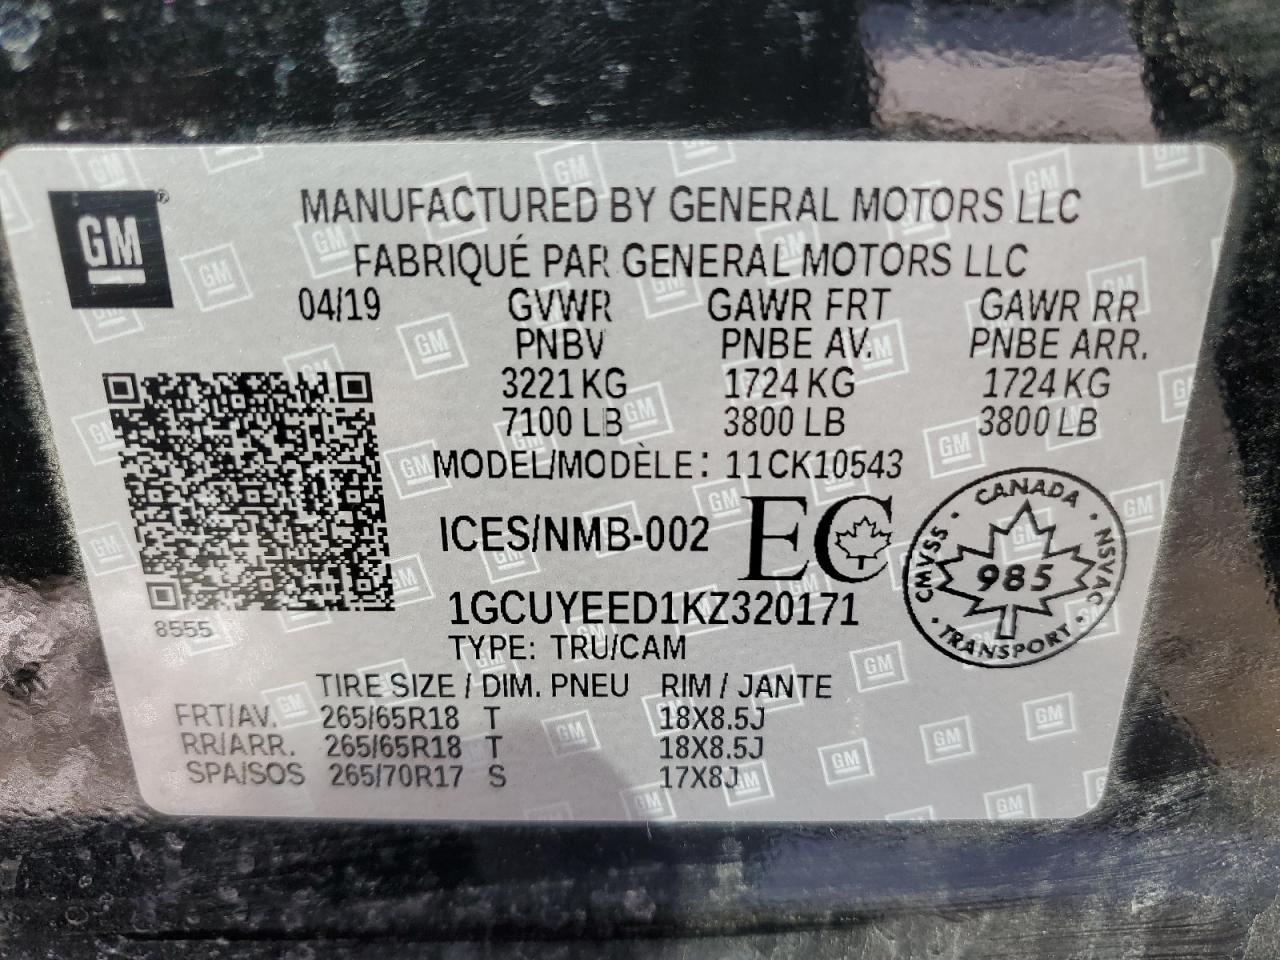 GM
MANUFACTURED BY GENERAL MOTORS LLC
FABRIQUÉ PAR GENERAL MOTORS LLC
04/19 GVWR GAWR FRT GAWR RR
PNBV PNBE AV. PNBE ARR.
3221 KG 1724 KG 1724 KG
7100 LB 3800 LB 3800 LB
MODEL/MODÈLE: 11CK10543
ICES/NMB-002 EC
CANADA
CMVSS · NSVAC
985
TRANSPORT
8555
1GCUYEED1KZ320171
TYPE: TRU/CAM
TIRE SIZE / DIM. PNEU RIM / JANTE
FRT/AV. 265/65R18 T 18X8.5J
RR/ARR. 265/65R18 T 18X8.5J
SPA/SOS 265/70R17 S 17X8J